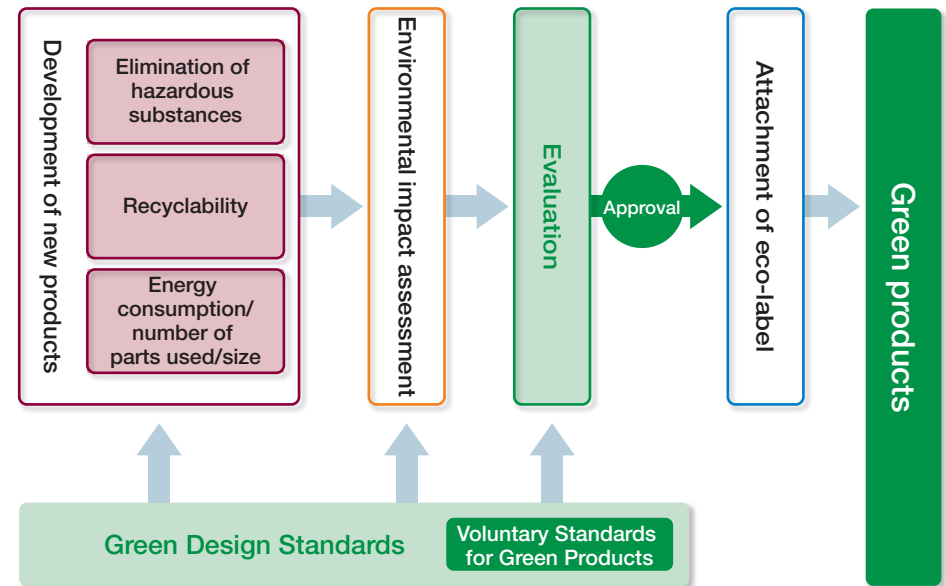 Development of new products
Elimination of
hazardous
substances
Recyclability
Energy
consumption/
number of
parts used/size
Environmental impact assessment
Evaluation
Approval
Attachment of eco-label
Green products
Green Design Standards
Voluntary Standards
for Green Products